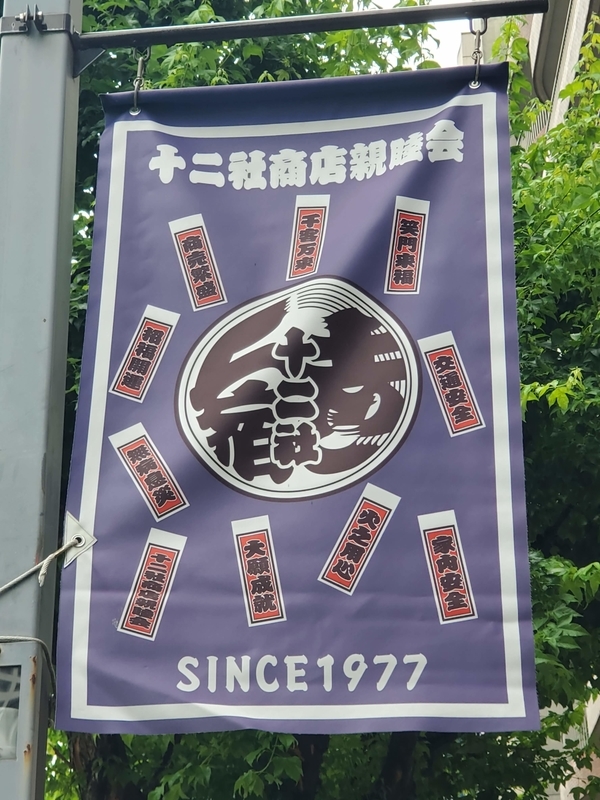 十二社商店親睦会
商売繁盛
千客万来
笑門来福
招福開運
十二社
交通安全
無病息災
十二社商店親睦会
大願成就
火之用心
家内安全
SINCE1977